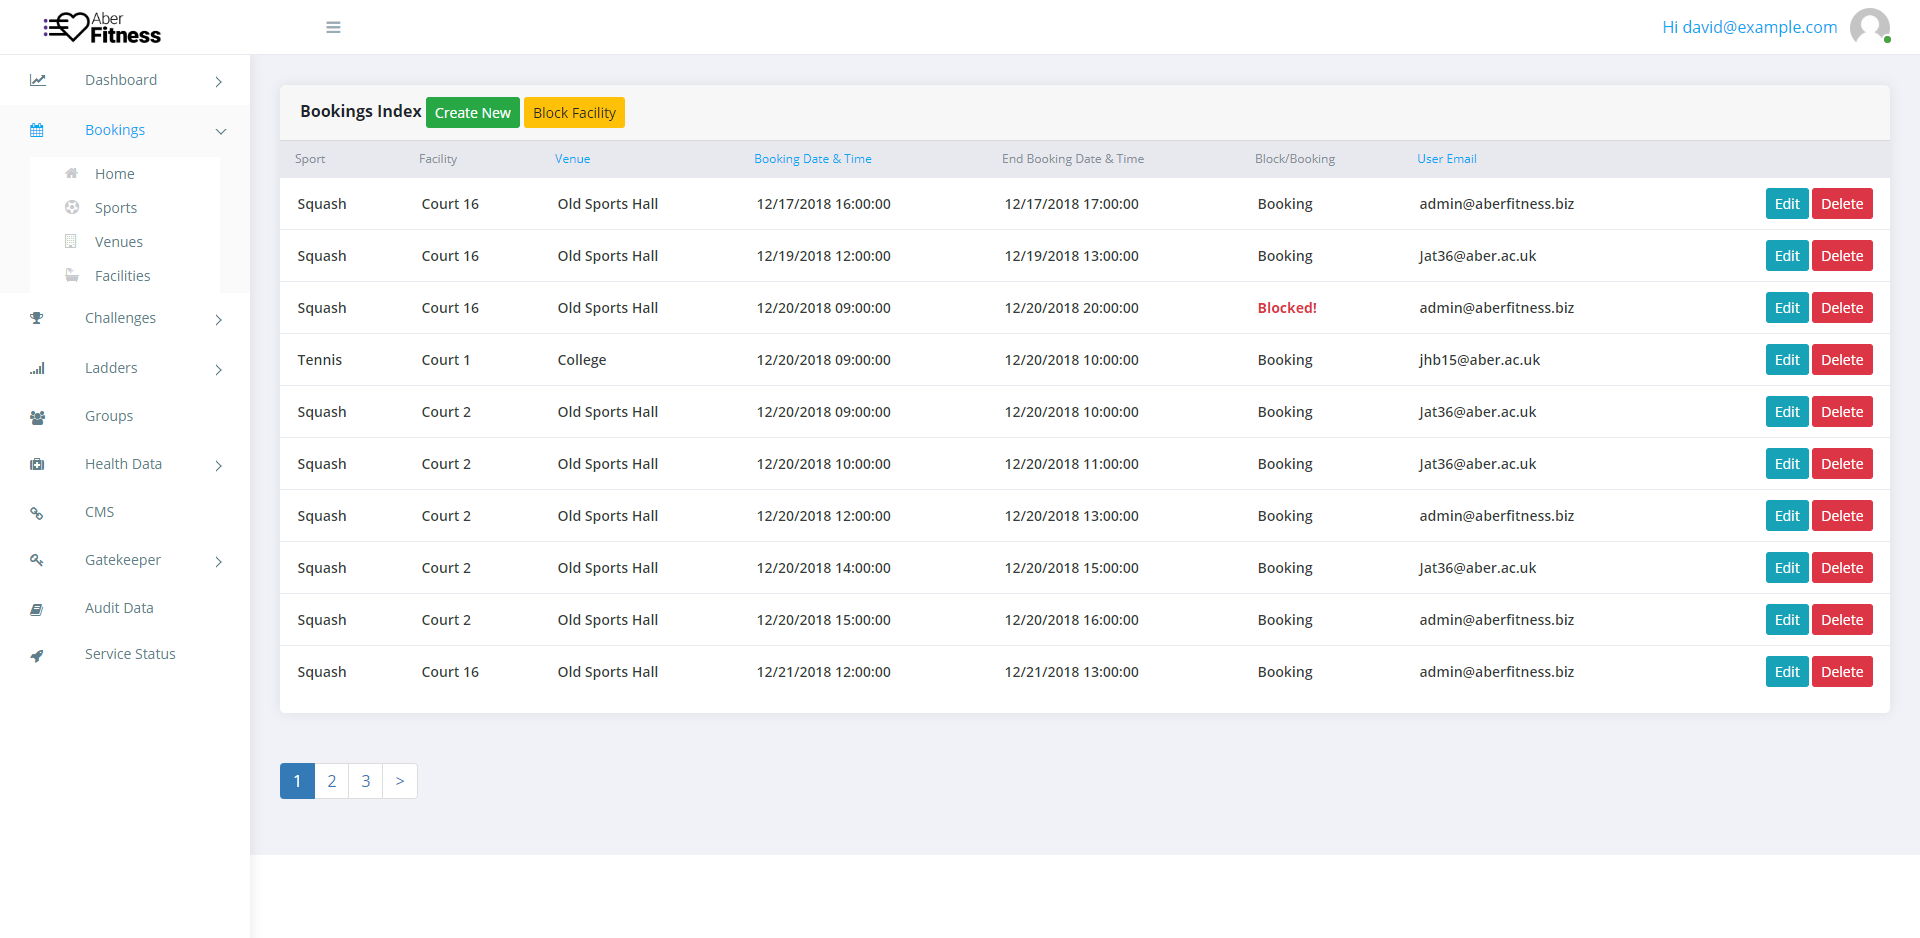 Aber
Fitness
Hi david@example.com
Dashboard
Bookings
Home
Sports
Venues
Facilities
Challenges
Ladders
Groups
Health Data
CMS
Gatekeeper
Audit Data
Service Status
Bookings Index Create New Block Facility
Sport Facility Venue Booking Date & Time End Booking Date & Time Block/Booking User Email
Squash Court 16 Old Sports Hall 12/17/2018 16:00:00 12/17/2018 17:00:00 Booking admin@aberfitness.biz Edit Delete
Squash Court 16 Old Sports Hall 12/19/2018 12:00:00 12/19/2018 13:00:00 Booking Jat36@aber.ac.uk Edit Delete
Squash Court 16 Old Sports Hall 12/20/2018 09:00:00 12/20/2018 20:00:00 Blocked! admin@aberfitness.biz Edit Delete
Tennis Court 1 College 12/20/2018 09:00:00 12/20/2018 10:00:00 Booking jhb15@aber.ac.uk Edit Delete
Squash Court 2 Old Sports Hall 12/20/2018 09:00:00 12/20/2018 10:00:00 Booking Jat36@aber.ac.uk Edit Delete
Squash Court 2 Old Sports Hall 12/20/2018 10:00:00 12/20/2018 11:00:00 Booking Jat36@aber.ac.uk Edit Delete
Squash Court 2 Old Sports Hall 12/20/2018 12:00:00 12/20/2018 13:00:00 Booking admin@aberfitness.biz Edit Delete
Squash Court 2 Old Sports Hall 12/20/2018 14:00:00 12/20/2018 15:00:00 Booking Jat36@aber.ac.uk Edit Delete
Squash Court 2 Old Sports Hall 12/20/2018 15:00:00 12/20/2018 16:00:00 Booking admin@aberfitness.biz Edit Delete
Squash Court 16 Old Sports Hall 12/21/2018 12:00:00 12/21/2018 13:00:00 Booking admin@aberfitness.biz Edit Delete
1 2 3 >